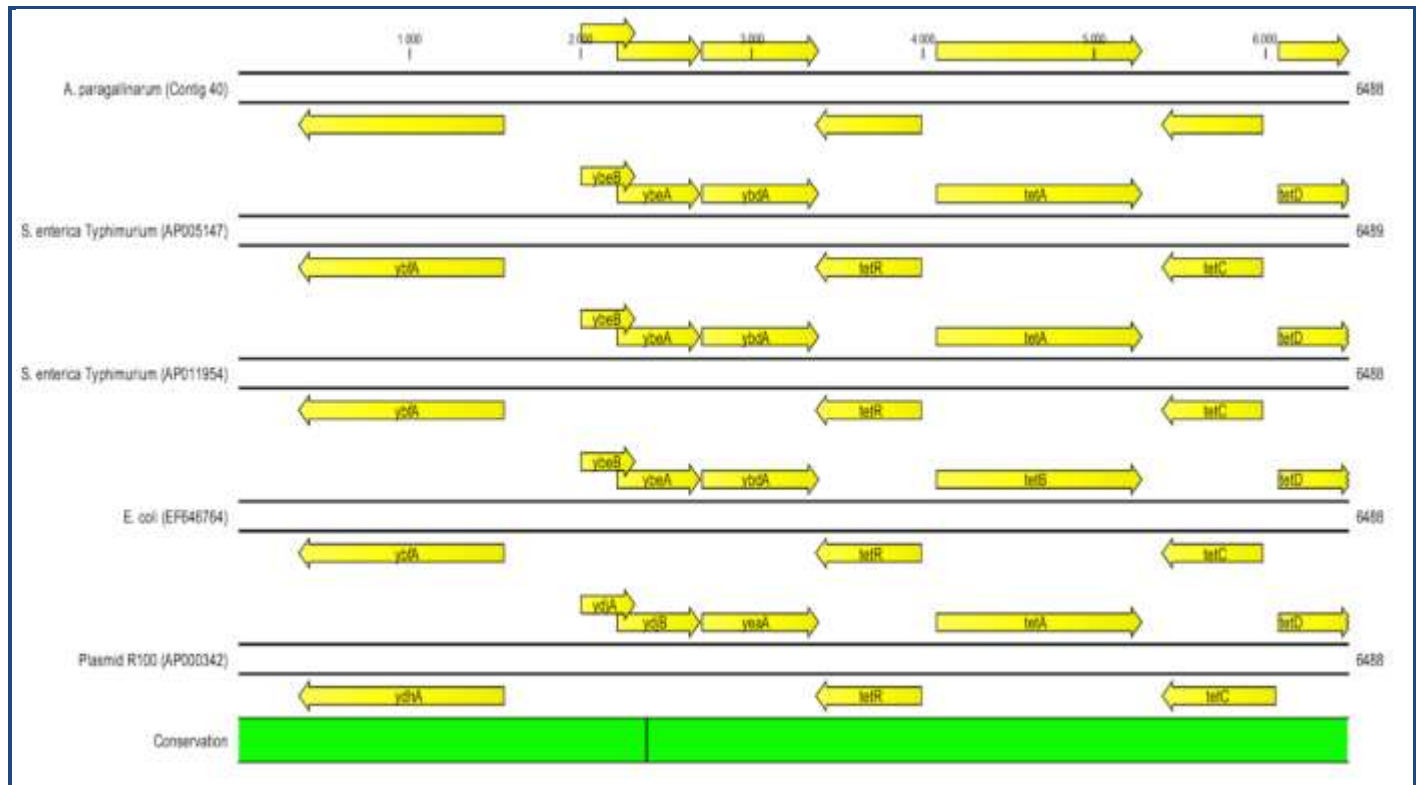 1.000 2.000 3.000 4.000 5.000 6.000
A. paragallinarum (Contig 40) 6488
ybeB
ybeA ybdA tetA tetD
S. enterica Typhimurium (AP005147) 6489
ybfA tetR tetC
ybeB
ybeA ybdA tetA tetD
S. enterica Typhimurium (AP011954) 6488
ybfA tetR tetC
ybeB
ybeA ybdA tetB tetD
E. coli (EF646764) 6488
ybfA tetR tetC
ydjA
ydjB yeaA tetA tetD
Plasmid R100 (AP000342) 6488
ydhA tetR tetC
Conservation